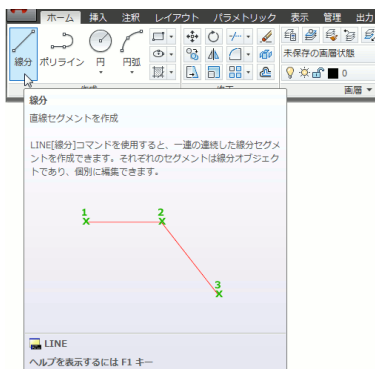 ホーム 挿入 注釈 レイアウト パラメトリック 表示 管理 出力
線分 ポリライン 円 円弧
未保存の画層状態
0
画層
線分
直線セグメントを作成
LINE[線分]コマンドを使用すると、一連の連続した線分セグメ
ントを作成できます。それぞれのセグメントは線分オブジェク
トであり、個別に編集できます。
1
2
3
LINE
ヘルプを表示するには F1 キー